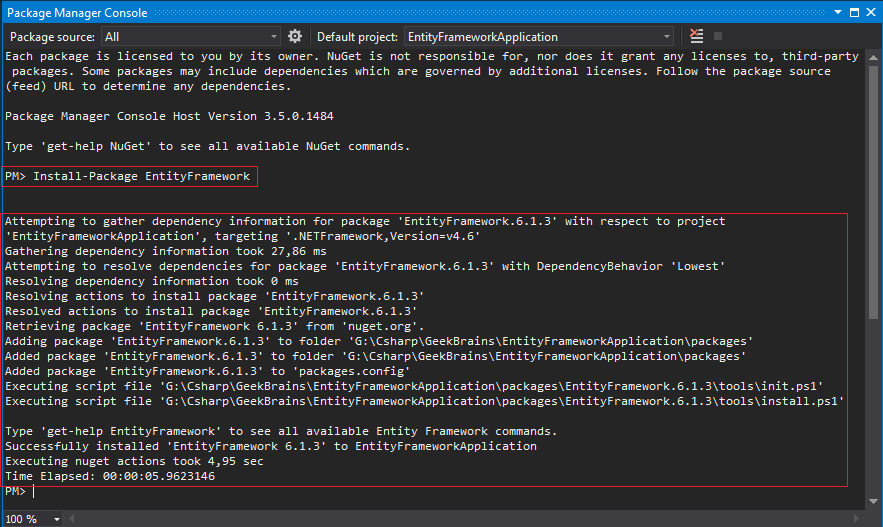 Package Manager Console
Package source: All Default project: EntityFrameworkApplication
Each package is licensed to you by its owner. NuGet is not responsible for, nor does it grant any licenses to, third-party
packages. Some packages may include dependencies which are governed by additional licenses. Follow the package source
(feed) URL to determine any dependencies.
Package Manager Console Host Version 3.5.0.1484
Type 'get-help NuGet' to see all available NuGet commands.
PM> Install-Package EntityFramework
Attempting to gather dependency information for package 'EntityFramework.6.1.3' with respect to project
'EntityFrameworkApplication', targeting '.NETFramework,Version=v4.6'
Gathering dependency information took 27,86 ms
Attempting to resolve dependencies for package 'EntityFramework.6.1.3' with DependencyBehavior 'Lowest'
Resolving dependency information took 0 ms
Resolving actions to install package 'EntityFramework.6.1.3'
Resolved actions to install package 'EntityFramework.6.1.3'
Retrieving package 'EntityFramework 6.1.3' from 'nuget.org'.
Adding package 'EntityFramework.6.1.3' to folder 'G:\Csharp\GeekBrains\EntityFrameworkApplication\packages'
Added package 'EntityFramework.6.1.3' to folder 'G:\Csharp\GeekBrains\EntityFrameworkApplication\packages'
Added package 'EntityFramework.6.1.3' to 'packages.config'
Executing script file 'G:\Csharp\GeekBrains\EntityFrameworkApplication\packages\EntityFramework.6.1.3\tools\init.ps1'
Executing script file 'G:\Csharp\GeekBrains\EntityFrameworkApplication\packages\EntityFramework.6.1.3\tools\install.ps1'
Type 'get-help EntityFramework' to see all available Entity Framework commands.
Successfully installed 'EntityFramework 6.1.3' to EntityFrameworkApplication
Executing nuget actions took 4,95 sec
Time Elapsed: 00:00:05.9623146
PM>
100 %